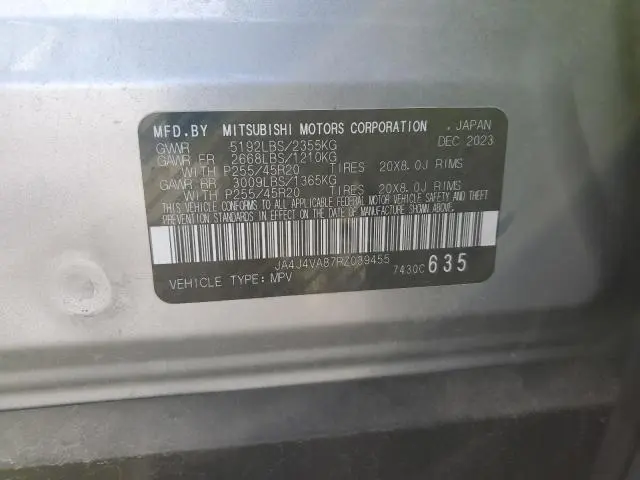 MFD.BY MITSUBISHI MOTORS CORPORATION . JAPAN
GVWR 5192LBS/2355KG DEC 2023
GAWR FR 2668LBS/1210KG
WITH P255/45R20 TIRES 20X8.0J RIMS
GAWR RR 3009LBS/1365KG
WITH P255/45R20 TIRES 20X8.0J RIMS
THIS VEHICLE CONFORMS TO ALL APPLICABLE FEDERAL MOTOR VEHICLE SAFETY AND THEFT
PREVENTION STANDARDS IN EFFECT ON THE DATE OF MANUFACTURE SHOWN ABOVE.
JA4J4VA87RZ039455
VEHICLE TYPE: MPV 7430C 635